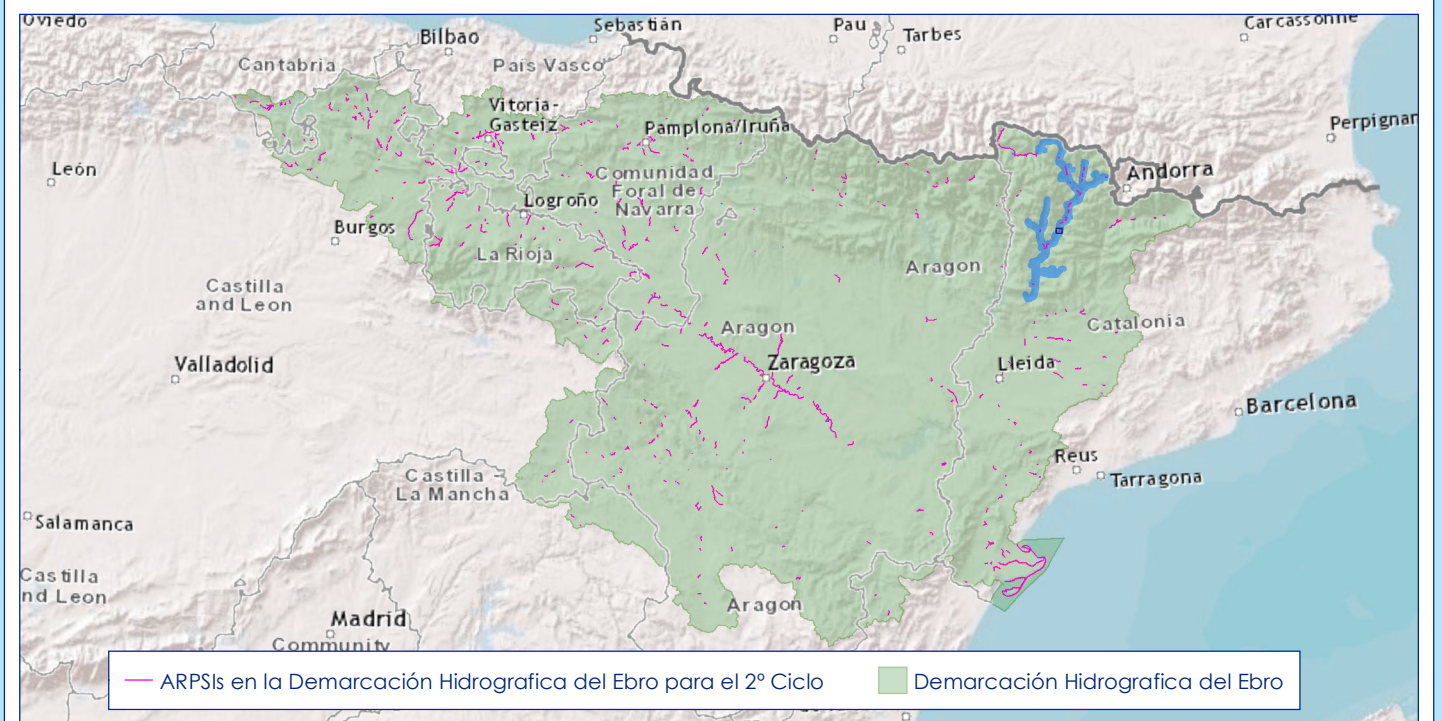 Oviedo
Bilbao
Sebastián
Pau
Tarbes
Carcassonne
Cantabria
País Vasco
Vitoria-
Gasteiz
Pamplona/Iruña
Perpignan
León
Comunidad
Foral de
Navarra
Andorra
Logroño
Burgos
La Rioja
Aragon
Castilla
and Leon
Aragon
Catalonia
Valladolid
Zaragoza
Lleida
Barcelona
Castilla
La Mancha
Reus
Tarragona
Salamanca
Castilla
nd Leon
Aragon
Madrid
Community
ARPSIs en la Demarcación Hidrografica del Ebro para el 2º Ciclo
Demarcación Hidrografica del Ebro